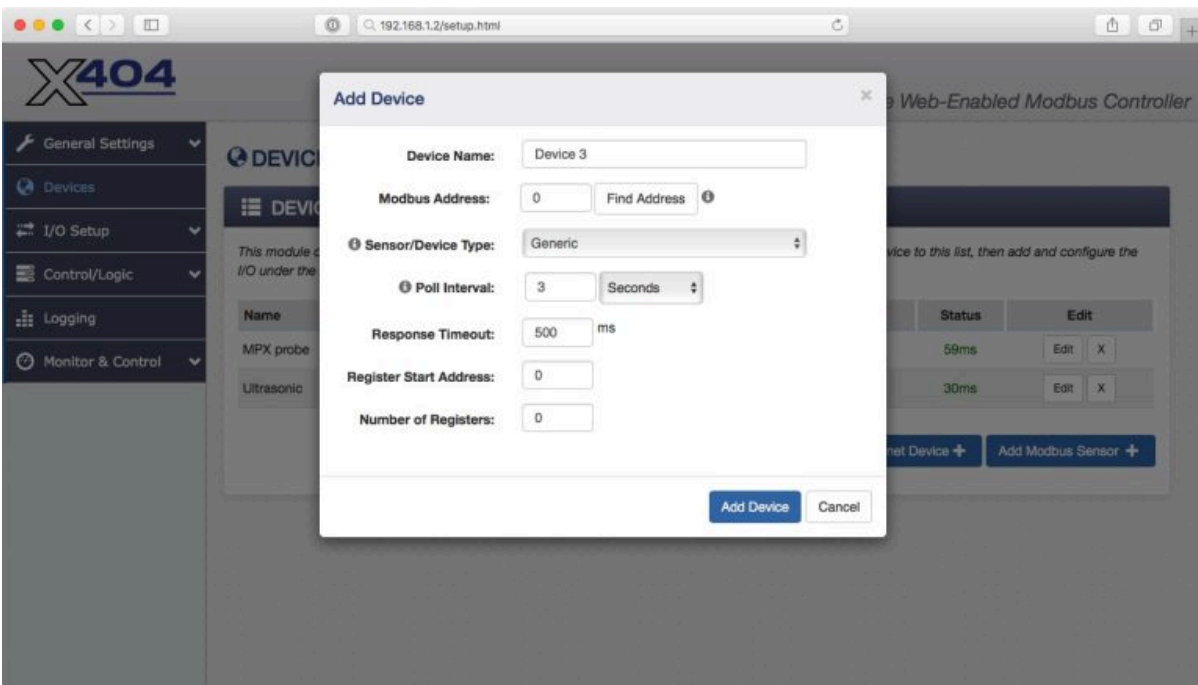 192.168.1.2/setup.html
X404
Web-Enabled Modbus Controller
General Settings
Devices
I/O Setup
Control/Logic
Logging
Monitor & Control
Add Device
×
Device Name: Device 3
Modbus Address: 0 Find Address
Sensor/Device Type: Generic
Poll Interval: 3 Seconds
Response Timeout: 500 ms
Register Start Address: 0
Number of Registers: 0
Add Device Cancel
This module
vice to this list, then add and configure the
I/O under the
Name Status Edit
MPX probe 59ms Edit X
Ultrasonic 30ms Edit X
Device + Add Modbus Sensor +